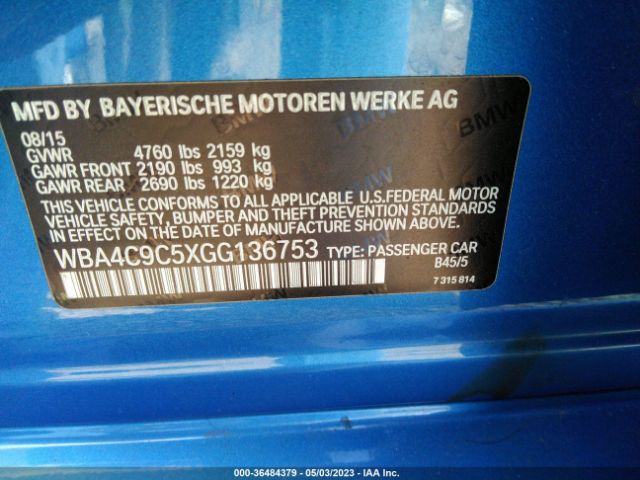 MFD BY BAYERISCHE MOTOREN WERKE AG
08/15
GVWR 4760 lbs 2159 kg
GAWR FRONT 2190 lbs 993 kg
GAWR REAR 2690 lbs 1220 kg
THIS VEHICLE CONFORMS TO ALL APPLICABLE U.S.FEDERAL MOTOR
VEHICLE SAFETY, BUMPER AND THEFT PREVENTION STANDARDS
IN EFFECT ON THE DATE OF MANUFACTURE SHOWN ABOVE.
WBA4C9C5XGG136753 TYPE: PASSENGER CAR
B45/5
7 315 814
000-36484379 - 05/03/2023 - IAA Inc.